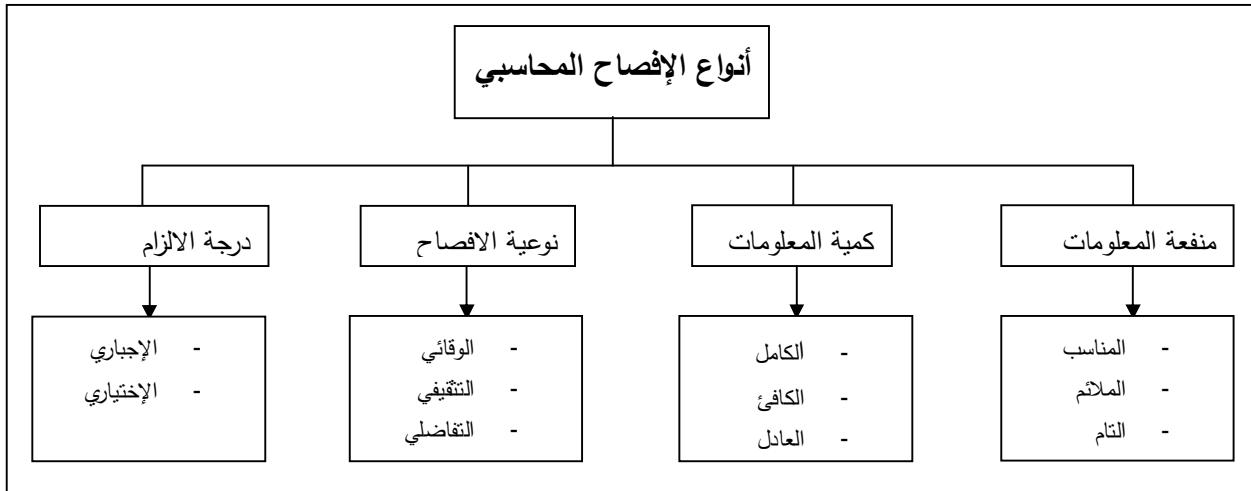 أنواع الإفصاح المحاسبي
منفعة المعلومات
كمية المعلومات
نوعية الافصاح
درجة الالزام
- المناسب
- الملائم
- التام
- الكامل
- الكافئ
- العادل
- الوقائي
- التثقيفي
- التفاضلي
- الإجباري
- الإختياري